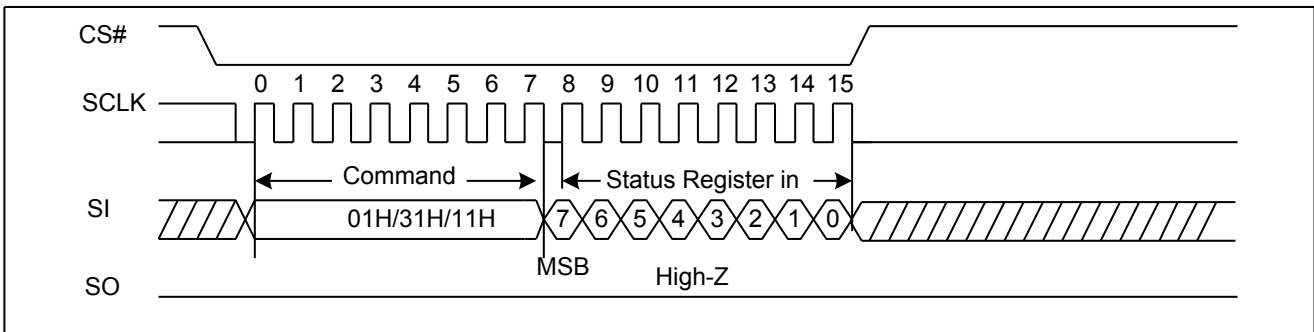 CS#
0 1 2 3 4 5 6 7 8 9 10 11 12 13 14 15
SCLK
Command
Status Register in
SI
01H/31H/11H
7 6 5 4 3 2 1 0
MSB
High-Z
SO